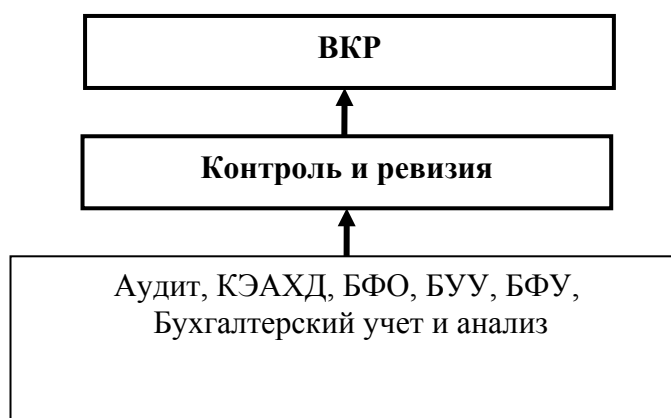 ВКР
Контроль и ревизия
Аудит, КЭАХД, БФО, БУУ, БФУ,
Бухгалтерский учет и анализ